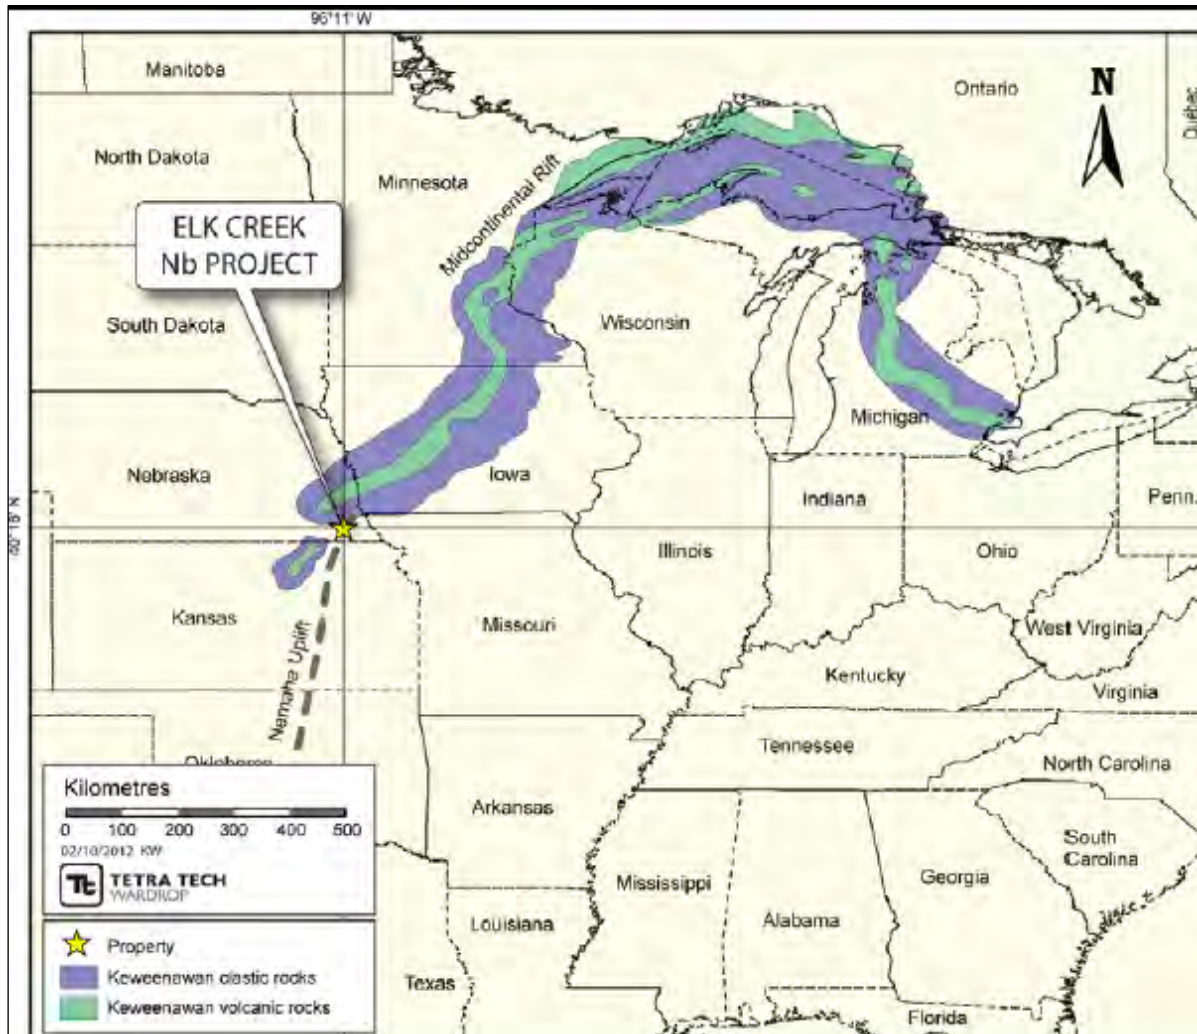 96°11' W
Manitoba
Ontario
N
Québec
North Dakota
Minnesota
Midcontinental Rift
ELK CREEK
Nb PROJECT
South Dakota
Wisconsin
Michigan
Nebraska
Iowa
Indiana
Penn.
Illinois
Ohio
Kansas
Missouri
West Virginia
Nemaha Uplift
Kentucky
Virginia
Tennessee
Oklahoma
North Carolina
Kilometres
0 100 200 300 400 500
02/10/2012 KW
TETRA TECH
WARDROP
Arkansas
South
Carolina
Mississippi
Georgia
Alabama
Louisiana
Texas
Florida
Property
Keweenawan clastic rocks
Keweenawan volcanic rocks